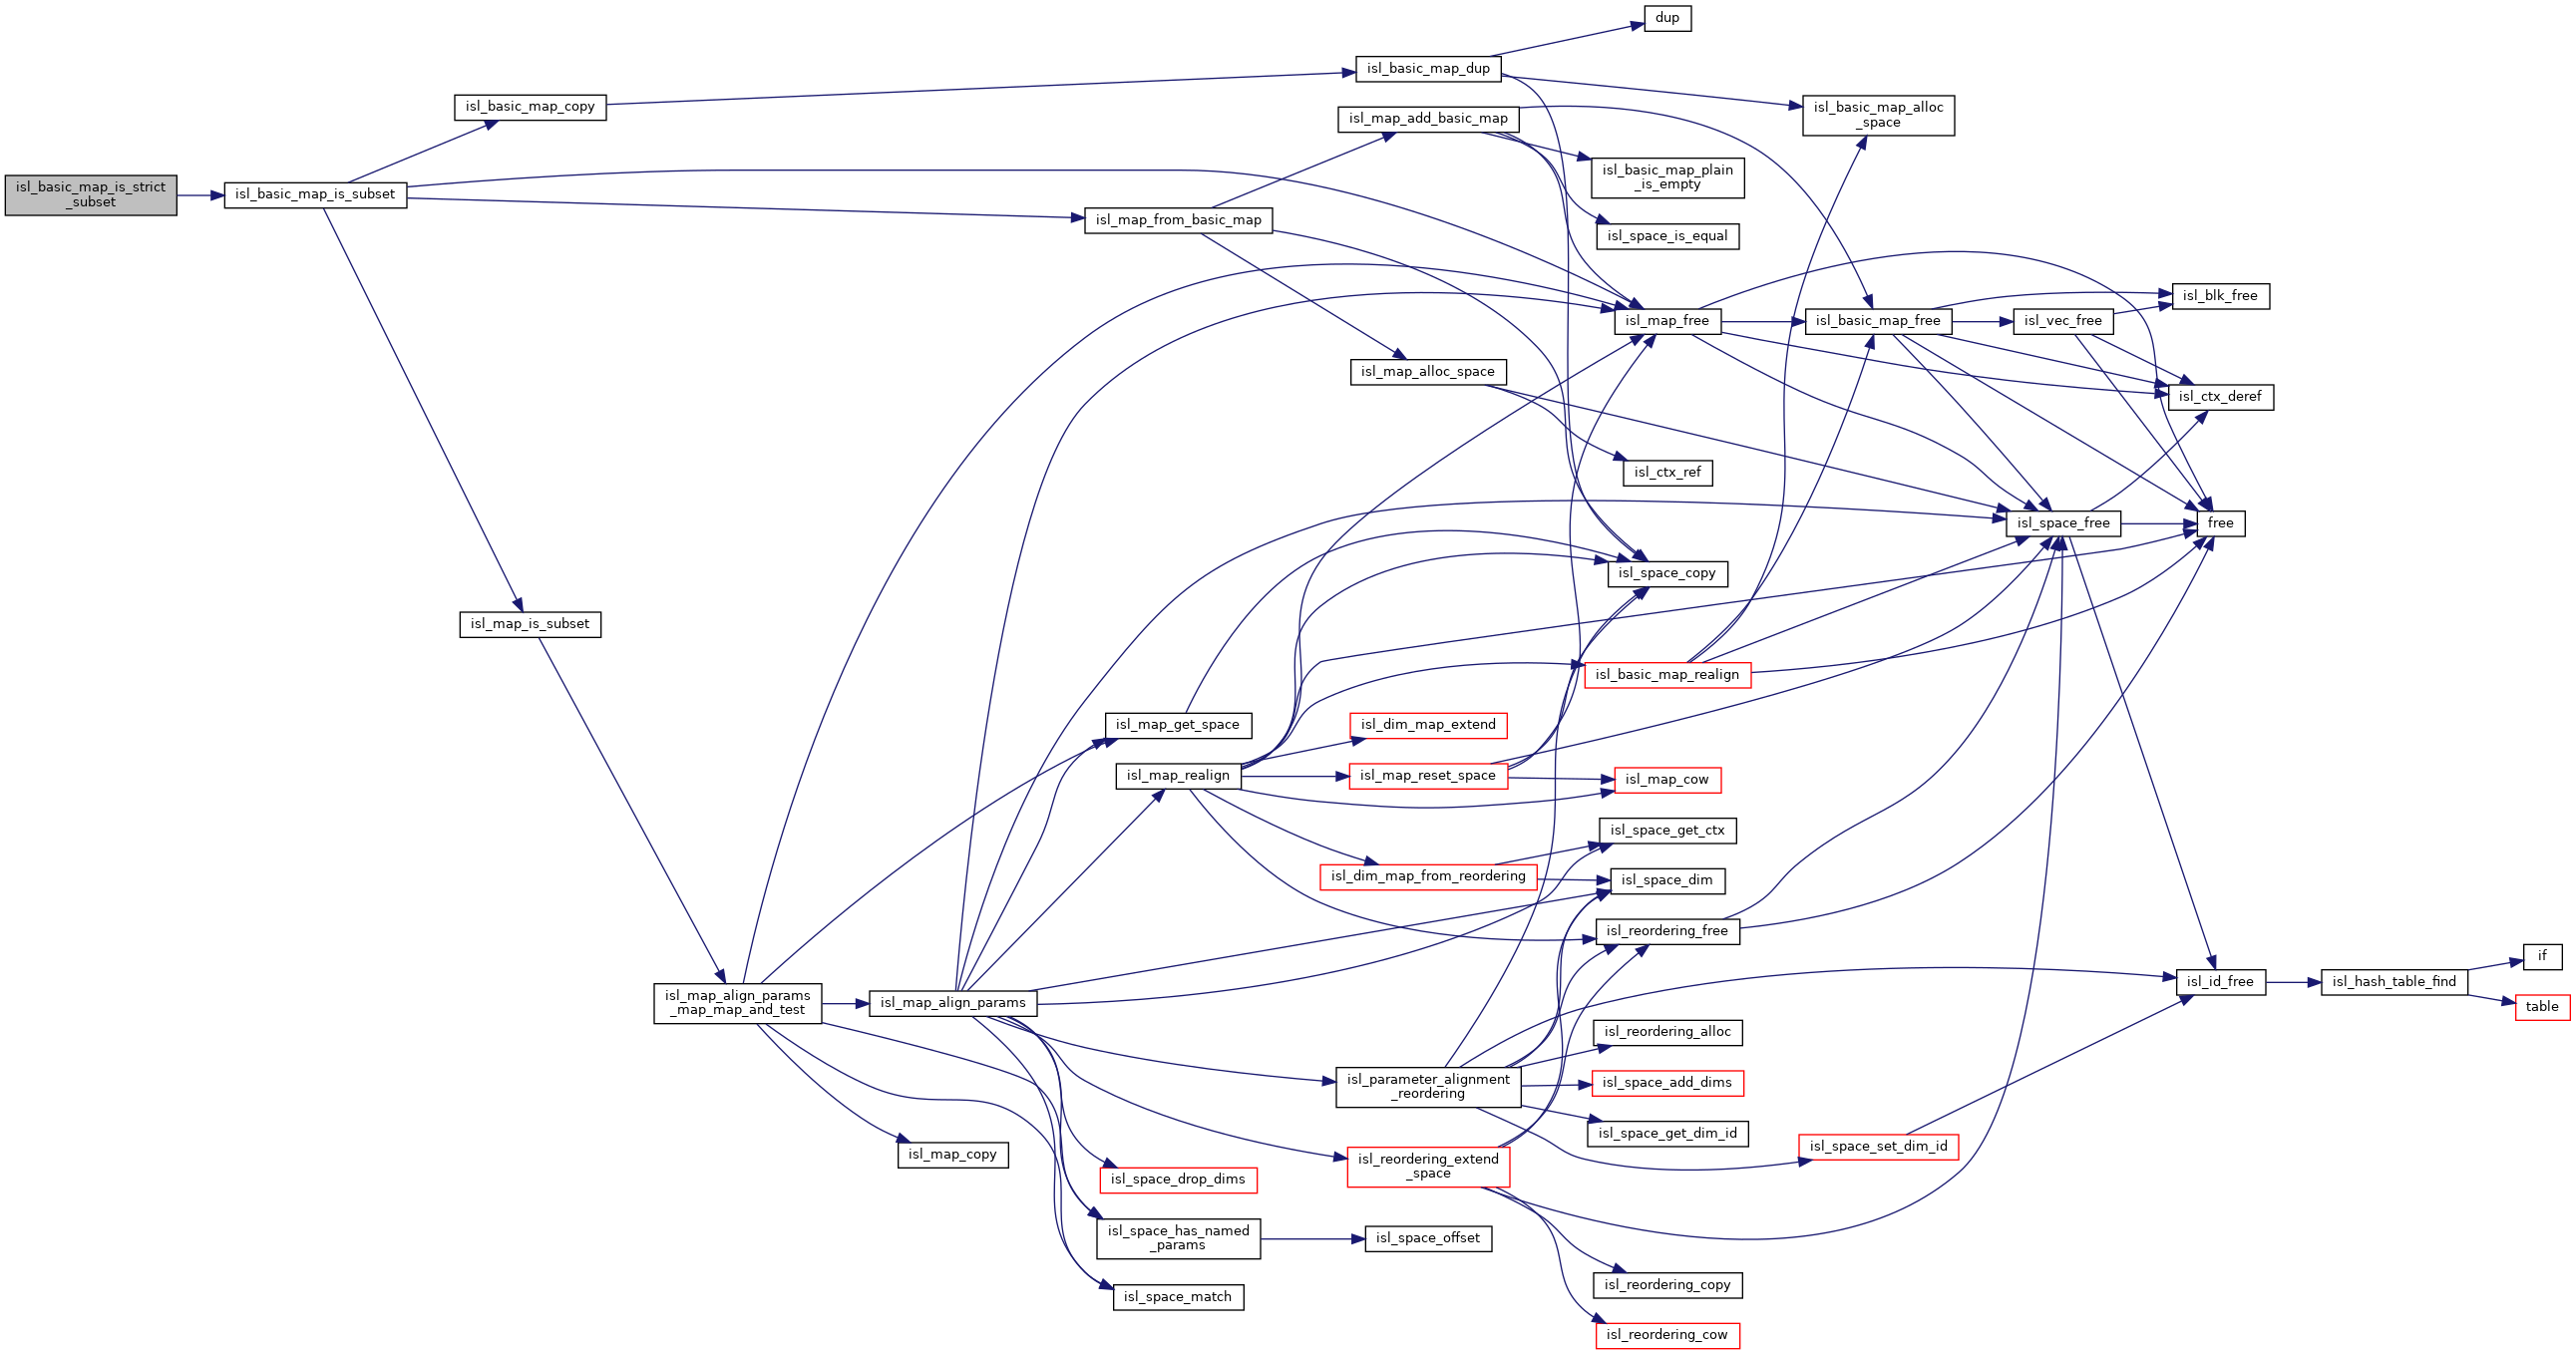 isl_basic_map_is_strict
_subset
isl_basic_map_is_subset
isl_basic_map_copy
isl_map_is_subset
isl_map_align_params
_map_map_and_test
isl_map_align_params
isl_map_copy
isl_map_from_basic_map
isl_map_get_space
isl_map_realign
isl_space_drop_dims
isl_space_has_named
_params
isl_space_match
isl_basic_map_dup
isl_map_add_basic_map
isl_map_alloc_space
isl_dim_map_extend
isl_map_reset_space
isl_dim_map_from_reordering
isl_parameter_alignment
_reordering
isl_reordering_extend
_space
isl_space_offset
dup
isl_basic_map_plain
_is_empty
isl_space_is_equal
isl_map_free
isl_ctx_ref
isl_space_copy
isl_basic_map_realign
isl_map_cow
isl_space_get_ctx
isl_space_dim
isl_reordering_free
isl_reordering_alloc
isl_space_add_dims
isl_space_get_dim_id
isl_reordering_copy
isl_reordering_cow
isl_basic_map_alloc
_space
isl_basic_map_free
isl_space_set_dim_id
isl_vec_free
isl_space_free
isl_blk_free
isl_ctx_deref
free
isl_id_free
isl_hash_table_find
if
table